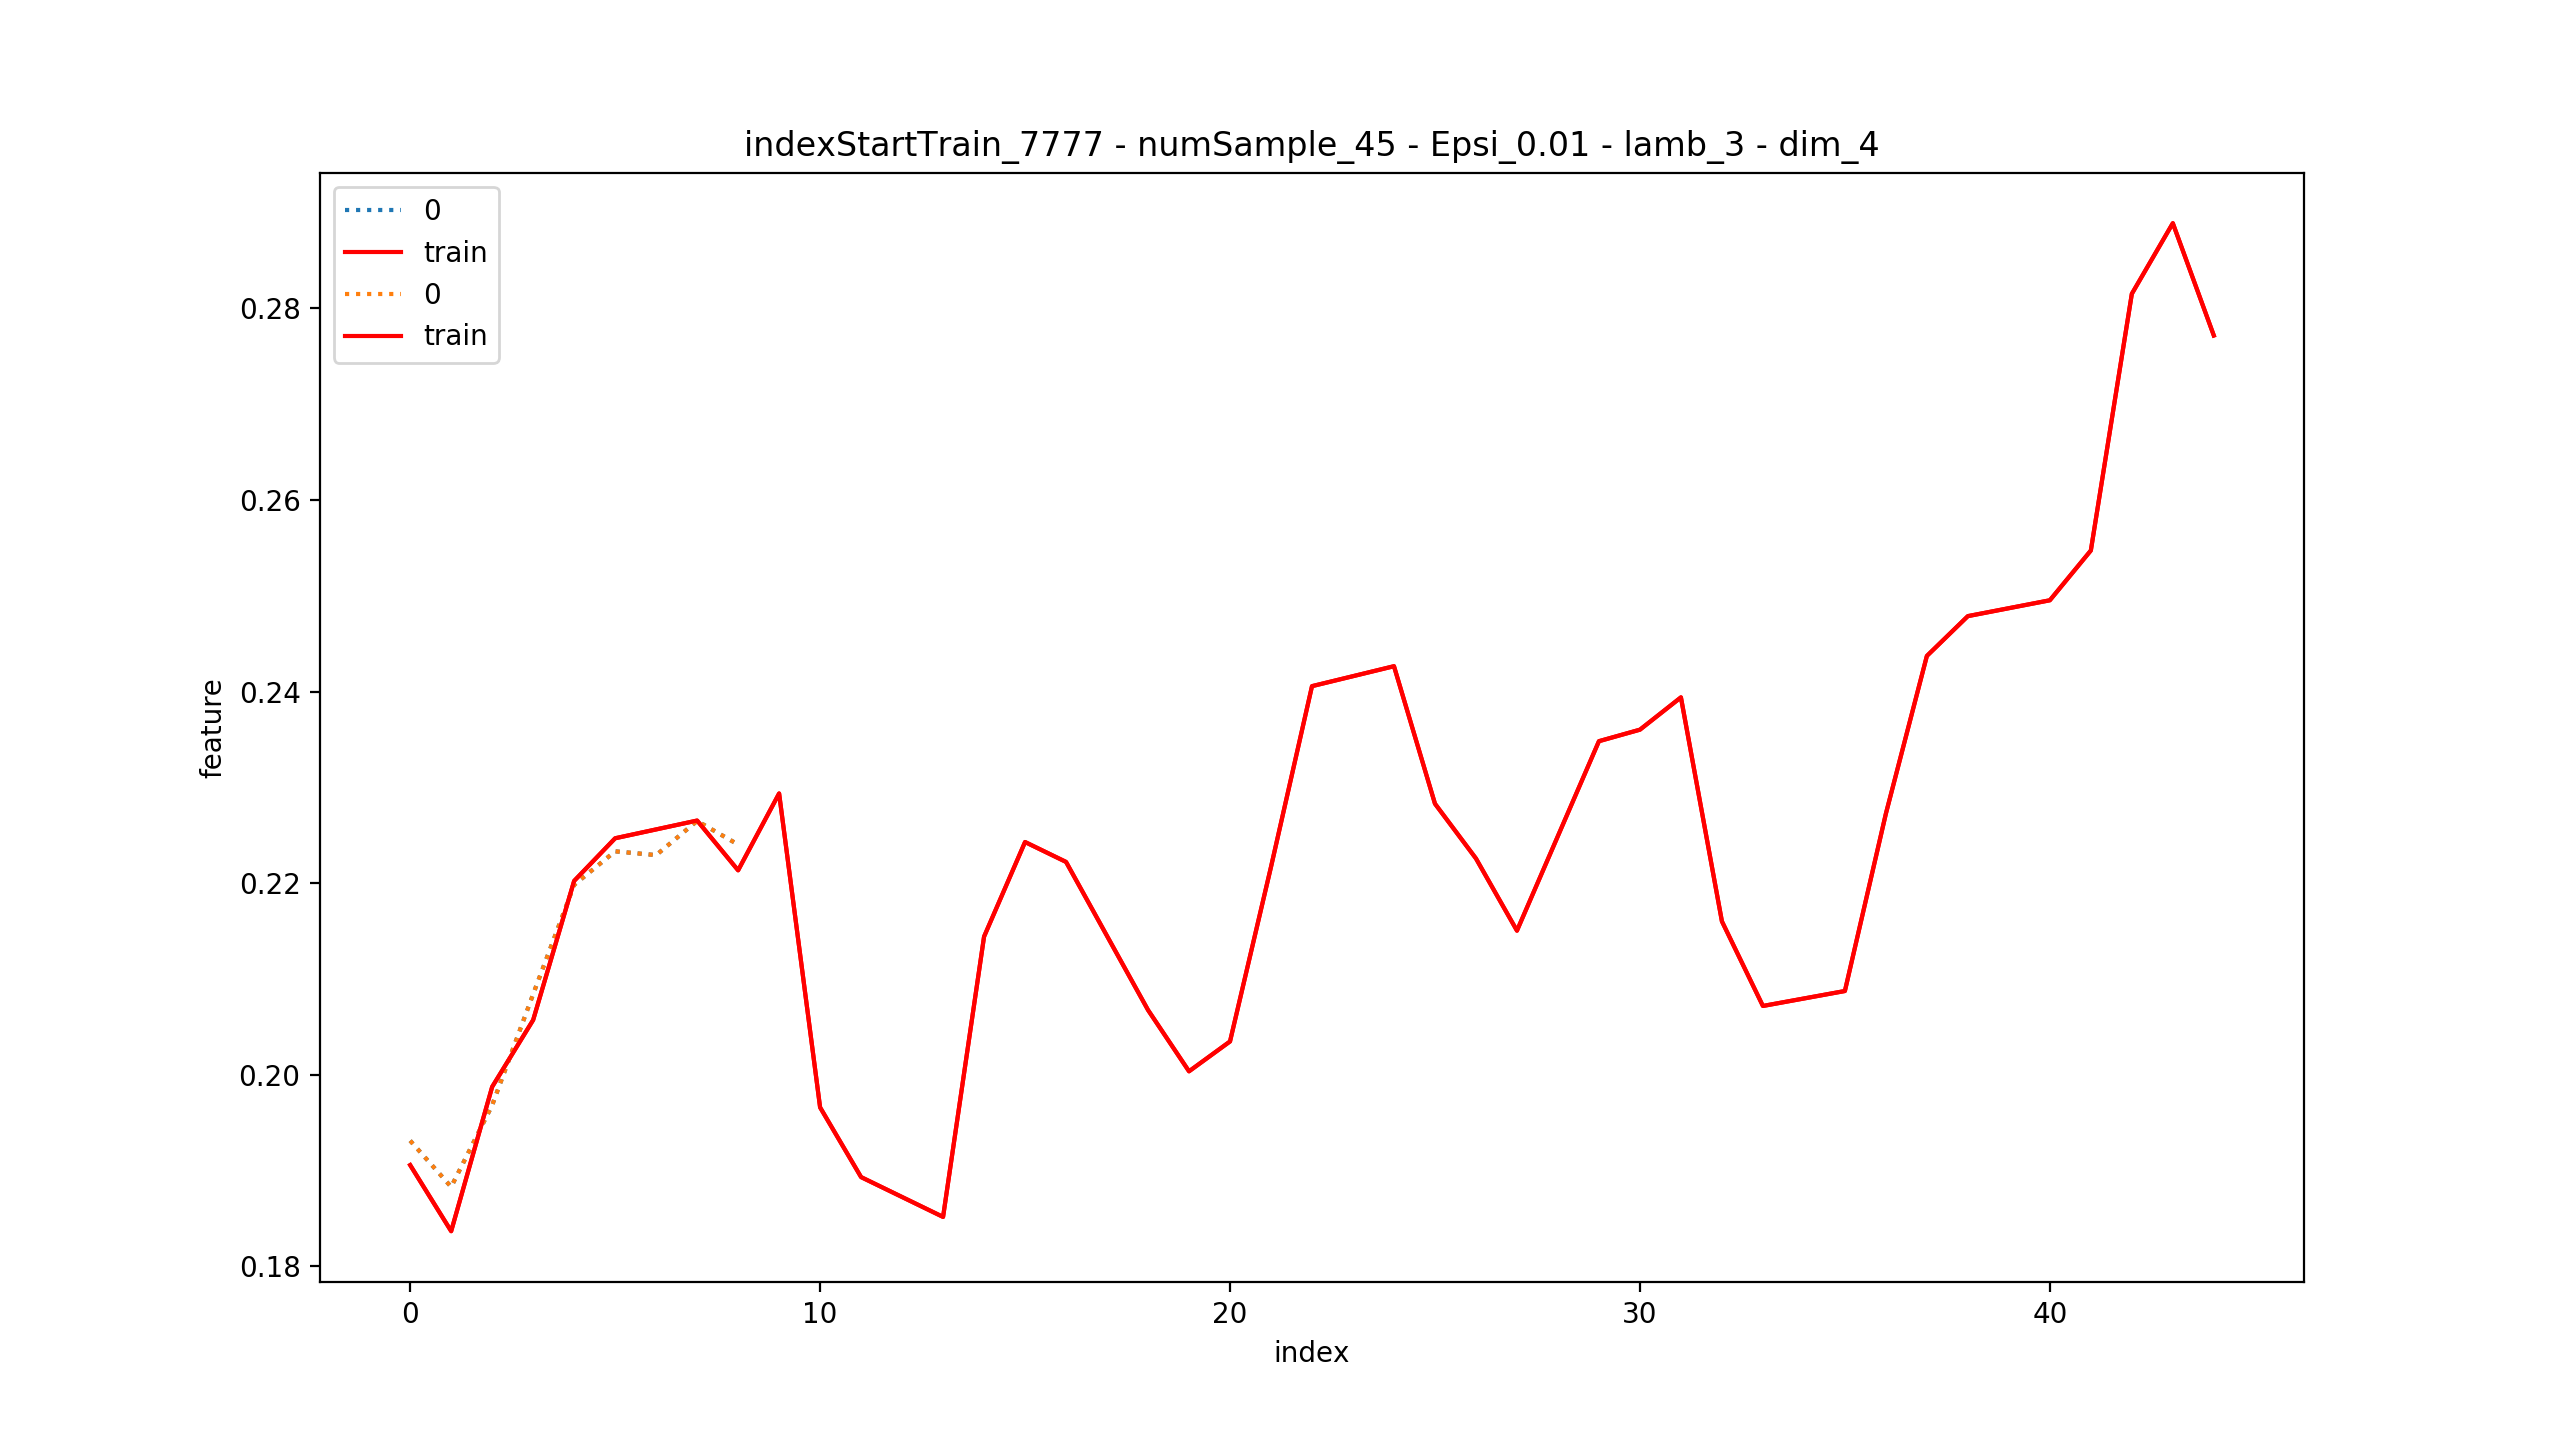 indexStartTrain_7777 - numSample_45 - Epsi_0.01 - lamb_3 - dim_4
0
train
0
train
0.28
0.26
0.24
0.22
0.20
0.18
feature
0 10 20 30 40
index